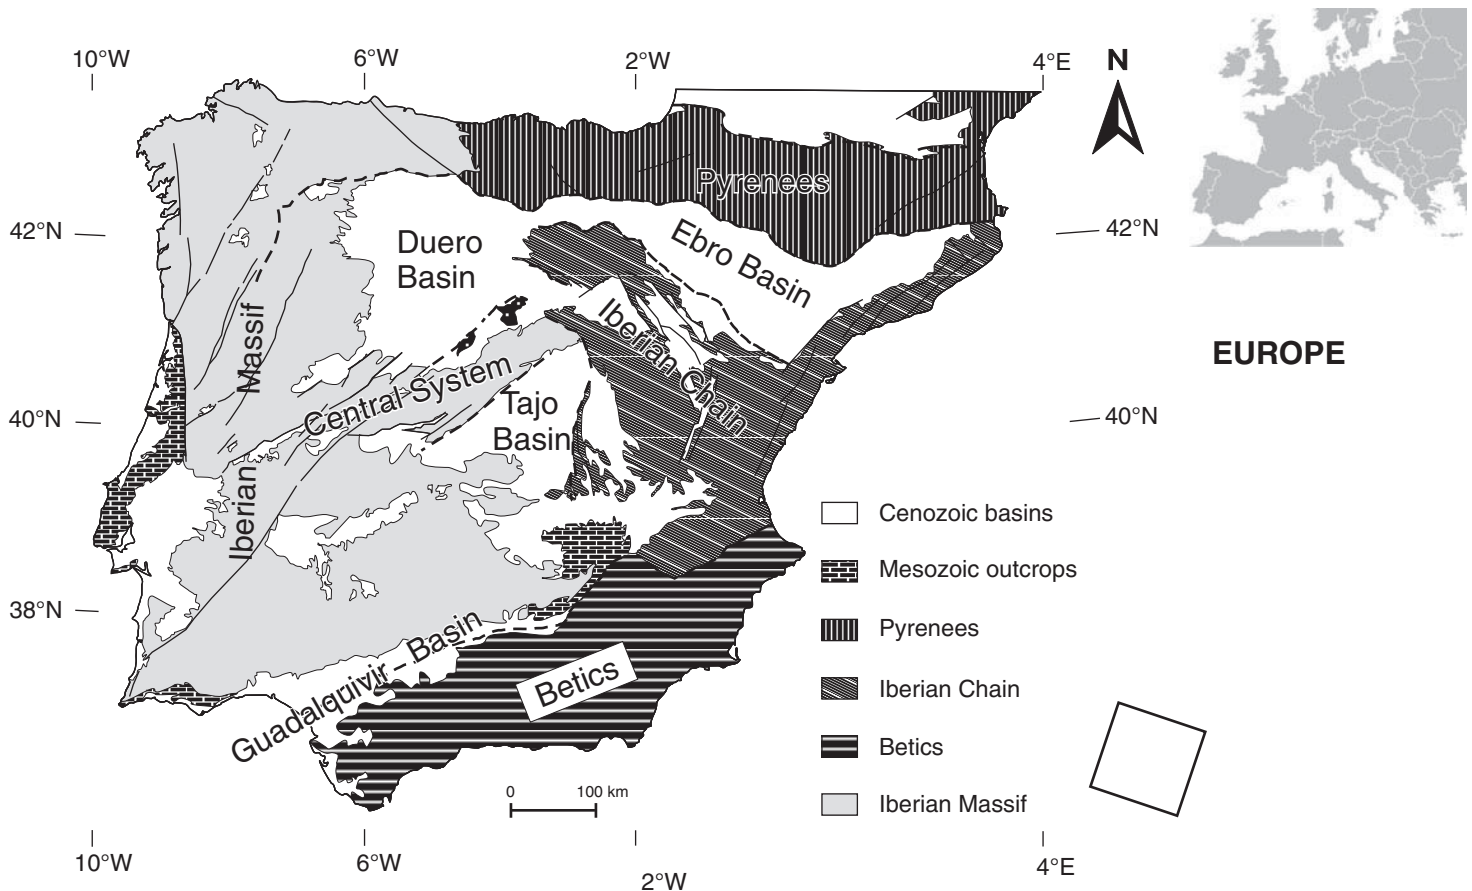 10°W
6°W
2°W
4°E
N
42°N
42°N
Pyrenees
Duero
Basin
Ebro Basin
Iberian Chain
Massif
Central System
EUROPE
Tajo
Basin
40°N
40°N
Iberian
Cenozoic basins
Mesozoic outcrops
38°N
Pyrenees
Guadalquivir – Basin
Betics
Iberian Chain
Betics
0
100 km
Iberian Massif
10°W
6°W
2°W
4°E